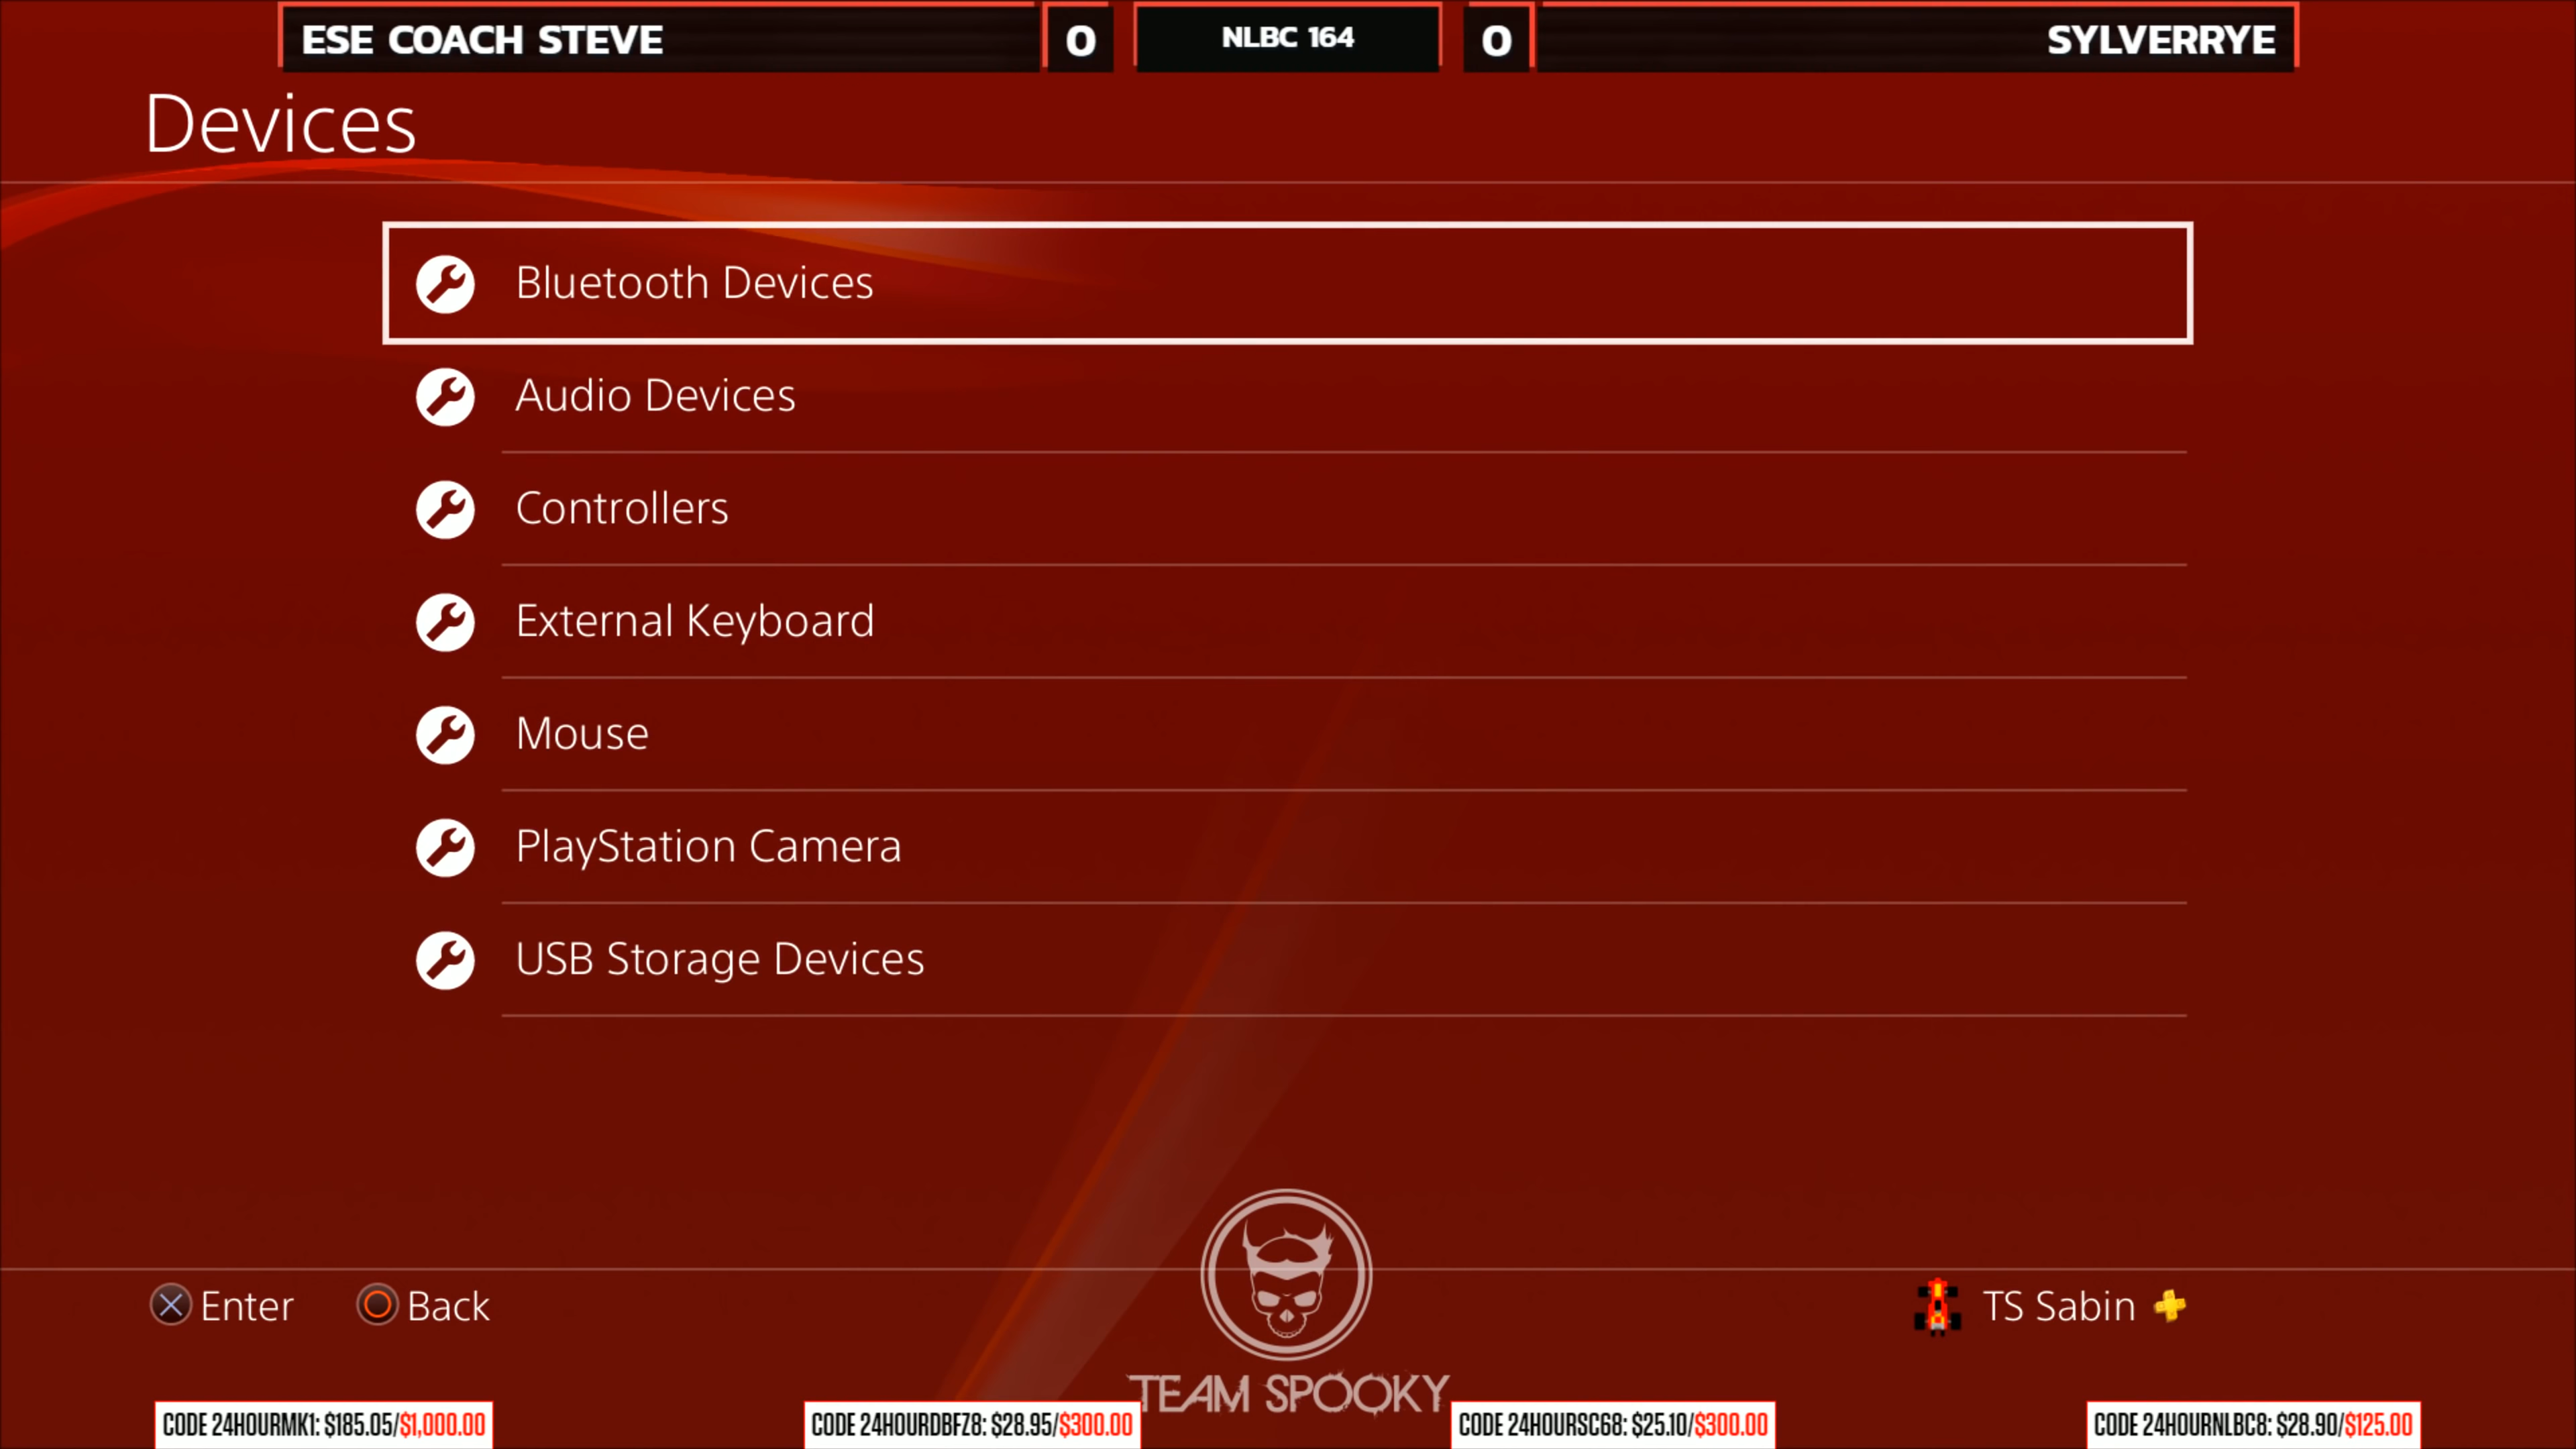 ESE COACH STEVE 0 NLBC 164 0 SYLVERRYE
Devices
Bluetooth Devices
Audio Devices
Controllers
External Keyboard
Mouse
PlayStation Camera
USB Storage Devices
Enter Back TS Sabin
TEAM SPOOKY
CODE 24HOURMK1: $185.05/$1,000.00 CODE 24HOURDBFZ8: $28.95/$300.00 CODE 24HOURSC68: $25.10/$300.00 CODE 24HOURNLBC8: $28.90/$125.00